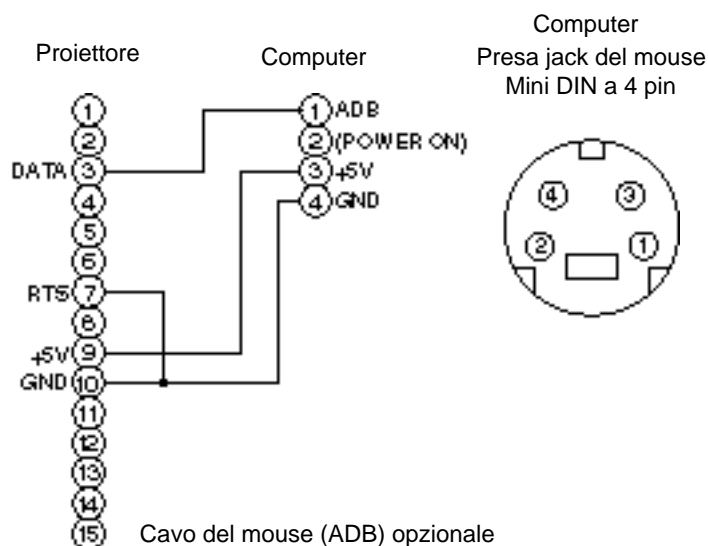 Computer
Proiettore Computer Presa jack del mouse
Mini DIN a 4 pin
1 1 ADB
2 2 (POWER ON)
DATA 3 3 +5V
4 4 GND
5
6
RTS 7
8
+5V 9
GND 10
11
12
13
14
15
4 3
2 1
Cavo del mouse (ADB) opzionale